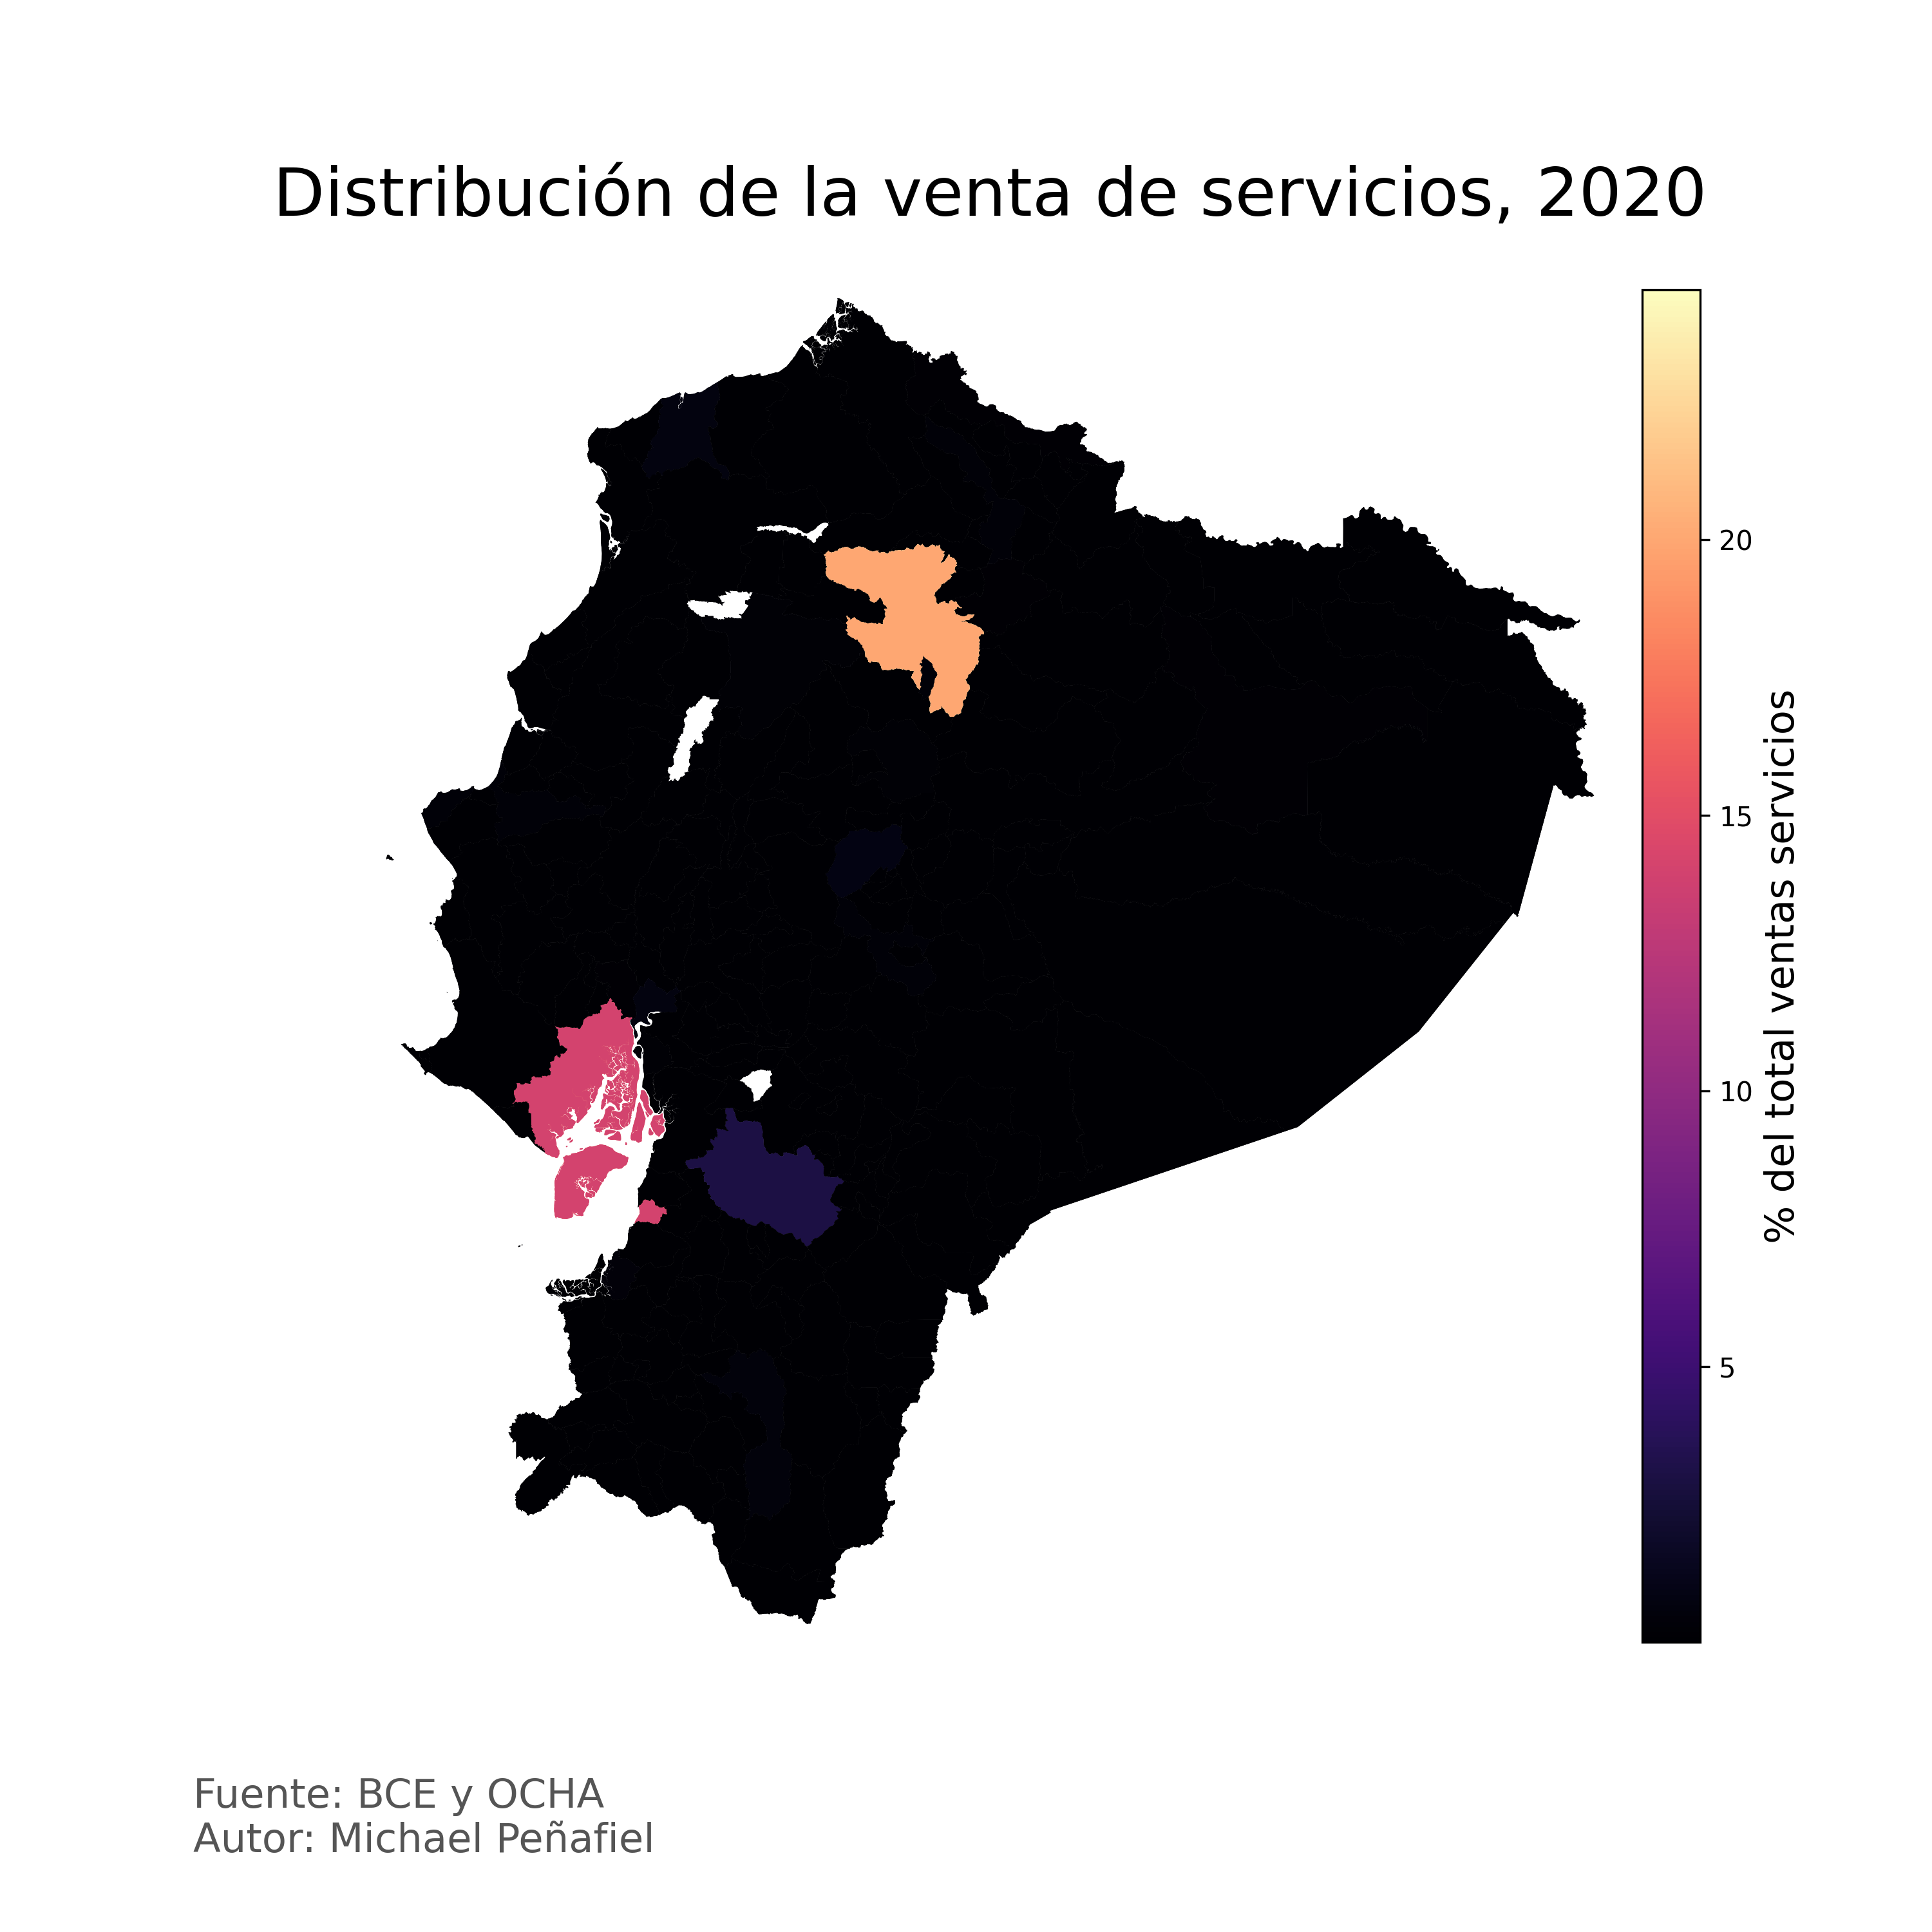 Distribución de la venta de servicios, 2020
20
15
10
5
% del total ventas servicios
Fuente: BCE y OCHA
Autor: Michael Peñafiel